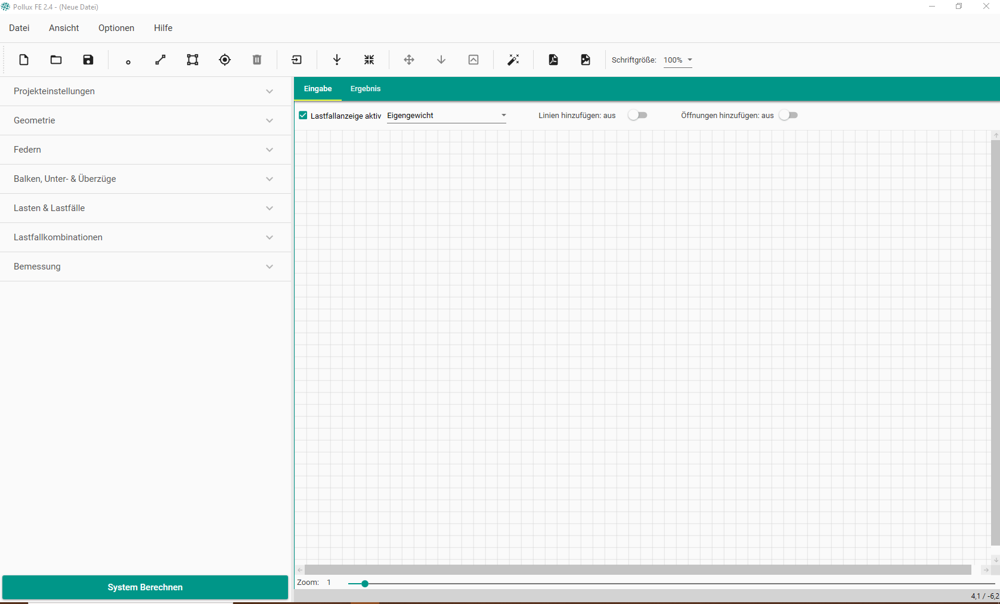 Pollux FE 2.4 - (Neue Datei)
Datei Ansicht Optionen Hilfe
Schriftgröße: 100%
Projekteinstellungen
Geometrie
Federn
Balken, Unter- & Überzüge
Lasten & Lastfälle
Lastfallkombinationen
Bemessung
System Berechnen
Eingabe Ergebnis
Lastfallanzeige aktiv Eigengewicht Linien hinzufügen: aus Öffnungen hinzufügen: aus
Zoom: 1
4,1 / -6,2